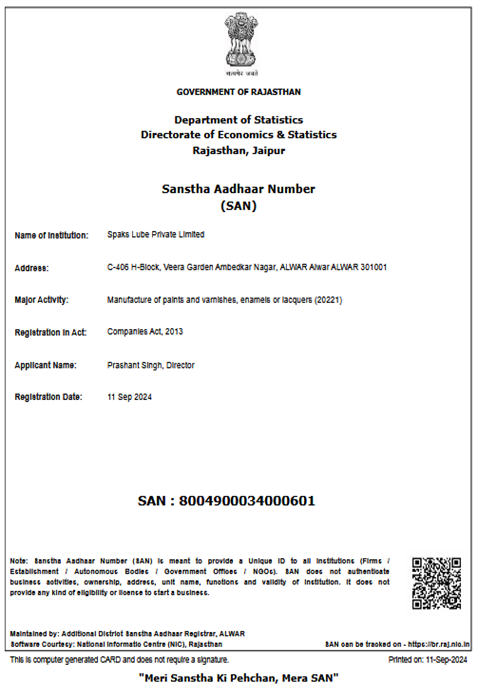 सत्यमेव जयते
GOVERNMENT OF RAJASTHAN
Department of Statistics
Directorate of Economics & Statistics
Rajasthan, Jaipur
Sanstha Aadhaar Number
(SAN)
Name of Institution: Spaks Lube Private Limited
Address: C-406 H-Block, Veera Garden Ambedkar Nagar, ALWAR Alwar ALWAR 301001
Major Activity: Manufacture of paints and varnishes, enamels or lacquers (20221)
Registration in Act: Companies Act, 2013
Applicant Name: Prashant Singh, Director
Registration Date: 11 Sep 2024
SAN : 8004900034000601
Note: Sanstha Aadhaar Number (SAN) is meant to provide a Unique ID to all Institutions (Firms /
Establishment / Autonomous Bodies / Government Offices / NGOs). SAN does not authenticate
business activities, ownership, address, unit name, functions and validity of Institution. It does not
provide any kind of eligibility or license to start a business.
Maintained by: Additional District Sanstha Aadhaar Registrar, ALWAR
Software Courtesy: National Informatic Centre (NIC), Rajasthan SAN can be tracked on - https://br.raj.nic.in
This is computer generated CARD and does not require a signature. Printed on: 11-Sep-2024
"Meri Sanstha Ki Pehchan, Mera SAN"